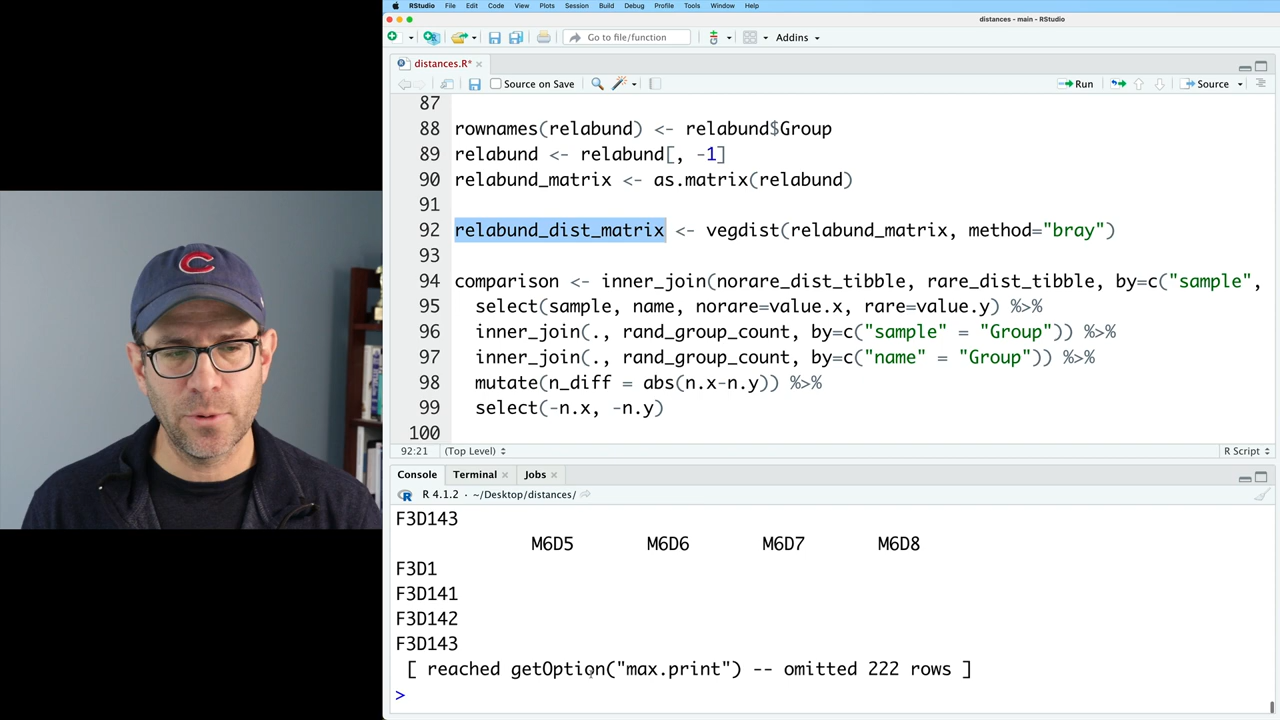 RStudio File Edit Code View Plots Session Build Debug Profile Tools Window Help
distances - main - RStudio
Go to file/function Addins
distances.R*
Source on Save Run Source
87
88 rownames(relabund) <- relabund$Group
89 relabund <- relabund[, -1]
90 relabund_matrix <- as.matrix(relabund)
91
92 relabund_dist_matrix <- vegdist(relabund_matrix, method="bray")
93
94 comparison <- inner_join(norare_dist_tibble, rare_dist_tibble, by=c("sample",
95 select(sample, name, norare=value.x, rare=value.y) %>%
96 inner_join(., rand_group_count, by=c("sample" = "Group")) %>%
97 inner_join(., rand_group_count, by=c("name" = "Group")) %>%
98 mutate(n_diff = abs(n.x-n.y)) %>%
99 select(-n.x, -n.y)
100
92:21 (Top Level) R Script
Console Terminal Jobs
R 4.1.2 · ~/Desktop/distances/
F3D143
M6D5 M6D6 M6D7 M6D8
F3D1
F3D141
F3D142
F3D143
[ reached getOption("max.print") -- omitted 222 rows ]
>
C